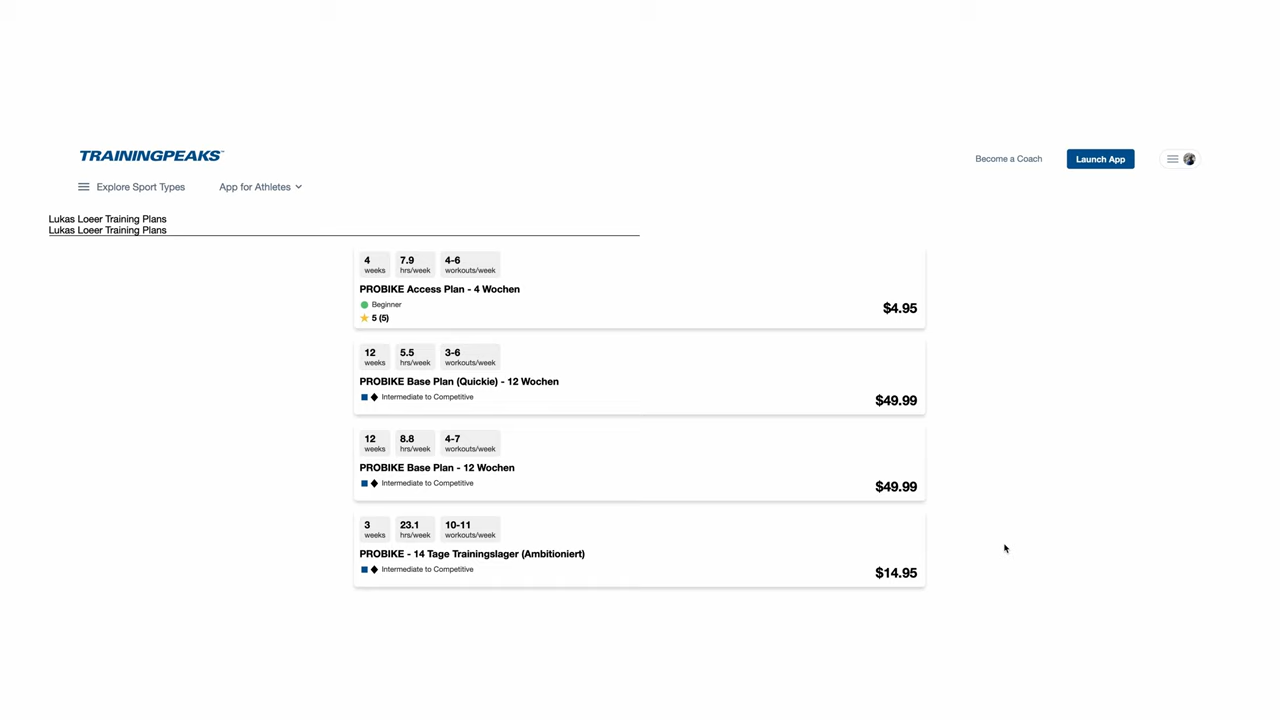 TRAININGPEAKS
Become a Coach
Launch App
Explore Sport Types
App for Athletes
Lukas Loeer Training Plans
Lukas Loeer Training Plans
4 7.9 4-6
weeks hrs/week workouts/week
PROBIKE Access Plan - 4 Wochen
Beginner
$4.95
5 (5)
12 5.5 3-6
weeks hrs/week workouts/week
PROBIKE Base Plan (Quickie) - 12 Wochen
Intermediate to Competitive
$49.99
12 8.8 4-7
weeks hrs/week workouts/week
PROBIKE Base Plan - 12 Wochen
Intermediate to Competitive
$49.99
3 23.1 10-11
weeks hrs/week workouts/week
PROBIKE - 14 Tage Trainingslager (Ambitioniert)
Intermediate to Competitive
$14.95